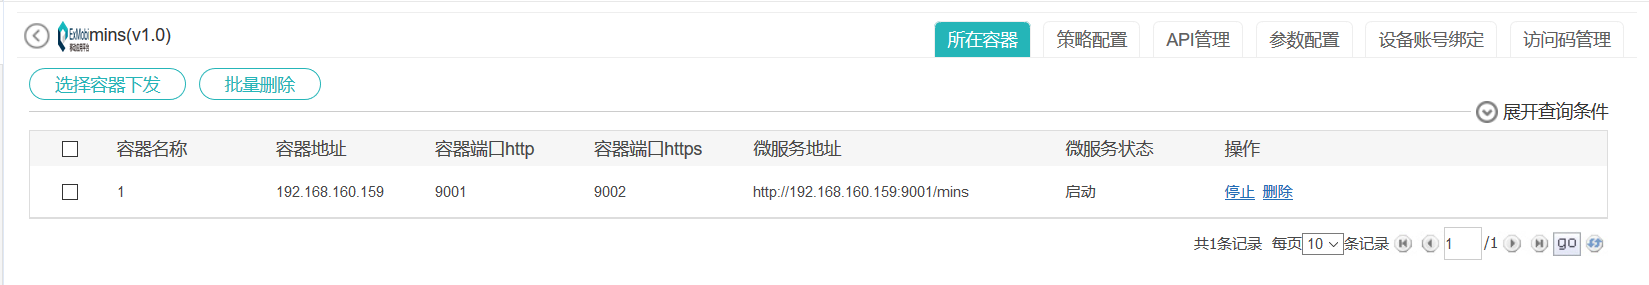 ExMobi mins(v1.0) 所在容器 策略配置 API管理 参数配置 设备账号绑定 访问码管理
移动应用平台
选择容器下发 批量删除
展开查询条件
容器名称 容器地址 容器端口http 容器端口https 微服务地址 微服务状态 操作
1 192.168.160.159 9001 9002 http://192.168.160.159:9001/mins 启动 停止 删除
共1条记录 每页 10 条记录 1 /1 go